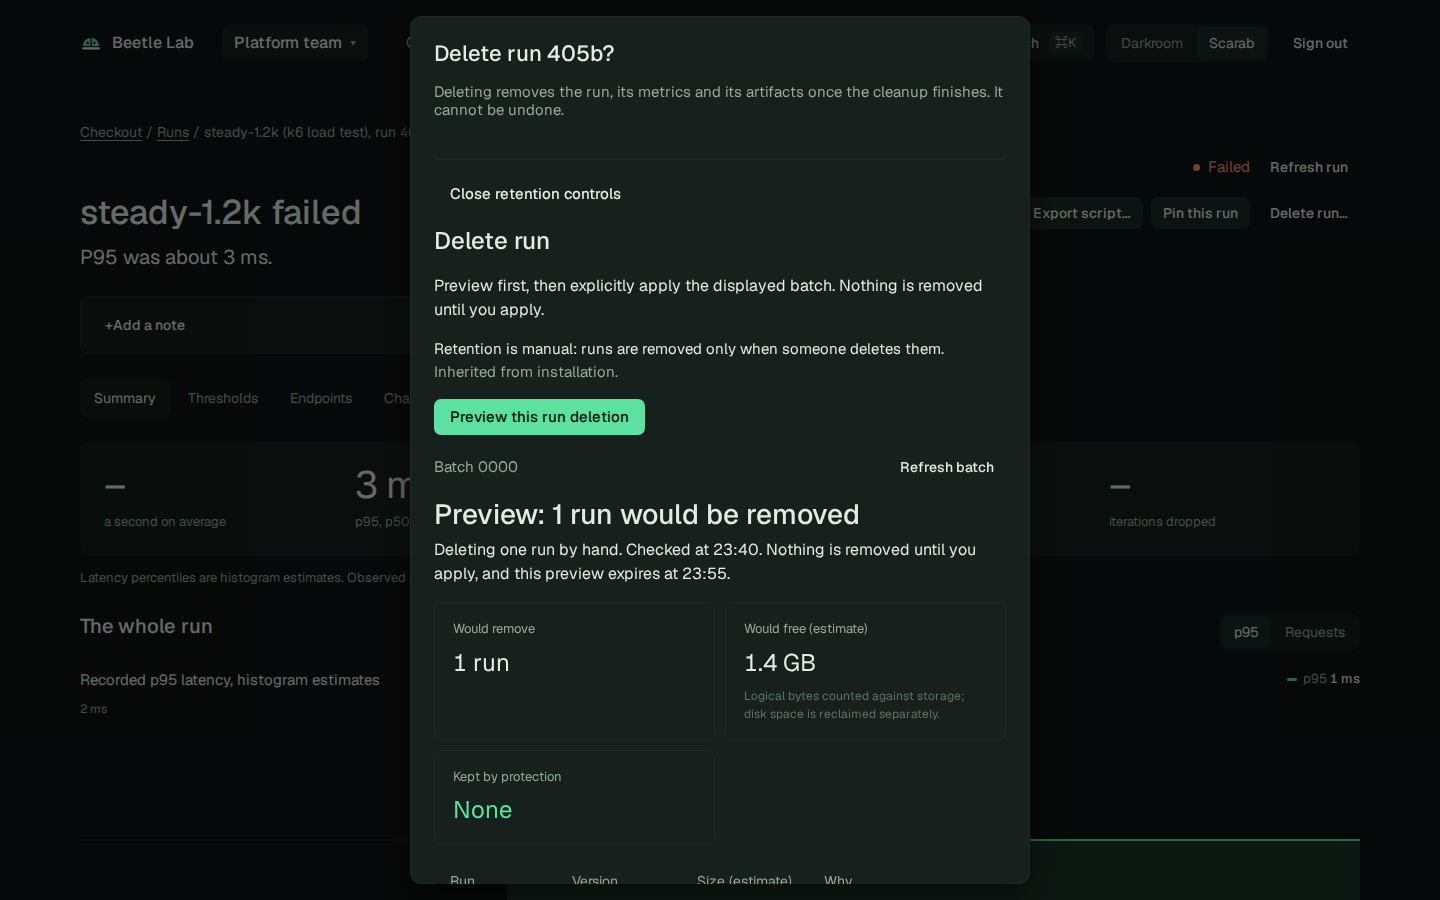 Beetle Lab
Platform team
h ⌘K
Darkroom
Scarab
Sign out
Checkout / Runs / steady-1.2k (k6 load test), run 40
Failed
Refresh run
steady-1.2k failed
Export script…
Pin this run
Delete run…
P95 was about 3 ms.
+Add a note
Summary
Thresholds
Endpoints
Cha
–
a second on average
3 m
p95, p50
–
iterations dropped
Latency percentiles are histogram estimates. Observed
The whole run
p95
Requests
Recorded p95 latency, histogram estimates
p95 1 ms
2 ms
Delete run 405b?
Deleting removes the run, its metrics and its artifacts once the cleanup finishes. It
cannot be undone.
Close retention controls
Delete run
Preview first, then explicitly apply the displayed batch. Nothing is removed
until you apply.
Retention is manual: runs are removed only when someone deletes them.
Inherited from installation.
Preview this run deletion
Batch 0000
Refresh batch
Preview: 1 run would be removed
Deleting one run by hand. Checked at 23:40. Nothing is removed until you
apply, and this preview expires at 23:55.
Would remove
1 run
Would free (estimate)
1.4 GB
Logical bytes counted against storage;
disk space is reclaimed separately.
Kept by protection
None
Run
Version
Size (estimate)
Why